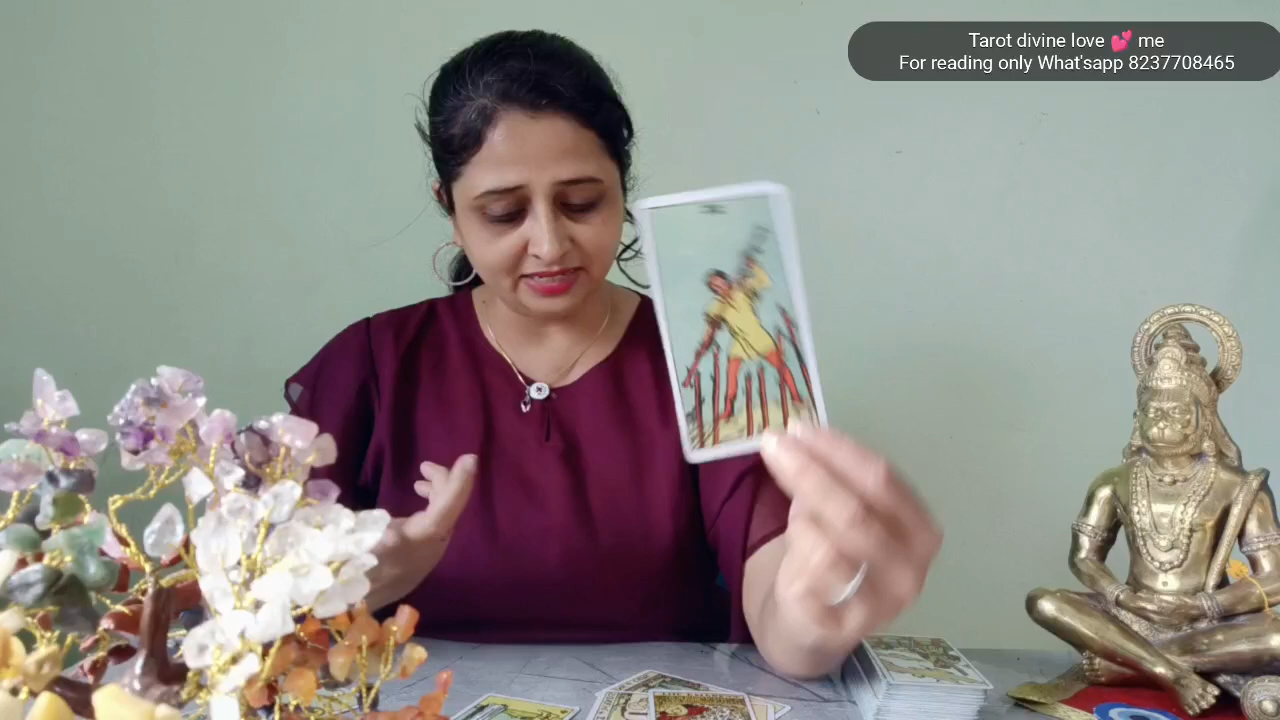 Tarot divine love 💕 me
For reading only What'sapp 8237708465